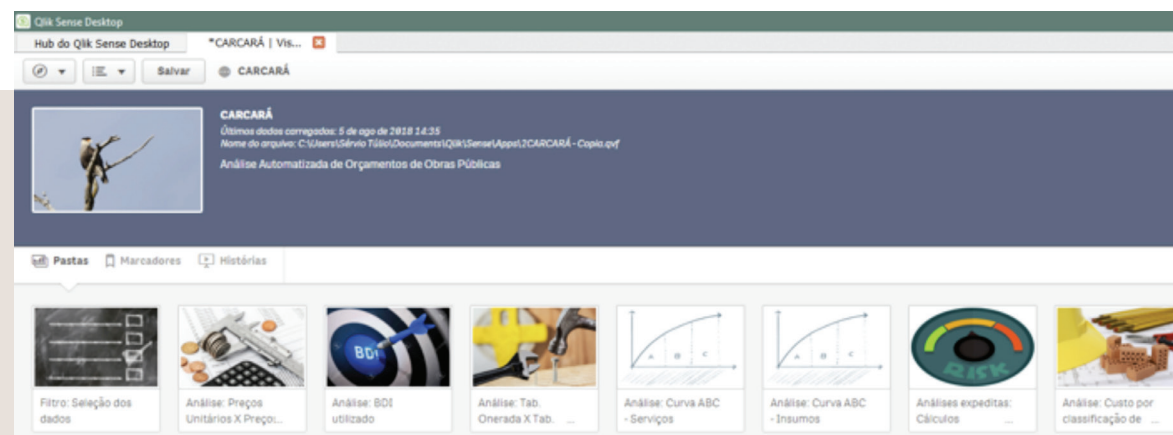 Qlik Sense Desktop
Hub do Qlik Sense Desktop *CARCARÁ | Vis...
Salvar CARCARÁ
CARCARÁ
Últimos dados carregados: 5 de ago de 2018 14:35
Nome do arquivo: C:\Users\Sérvio Túlio\Documents\Qlik\Sense\Apps\2CARCARÁ - Copia.qvf
Análise Automatizada de Orçamentos de Obras Públicas
Pastas Marcadores Histórias
BDI
A B C
A B C
RISK
Filtro: Seleção dos
dados
Análise: Preços
Unitários X Preço:...
Análise: BDI
utilizado
Análise: Tab.
Onerada X Tab. ...
Análise: Curva ABC
- Serviços
Análise: Curva ABC
- Insumos
Análises expeditas:
Cálculos ...
Análise: Custo por
classificação de ...